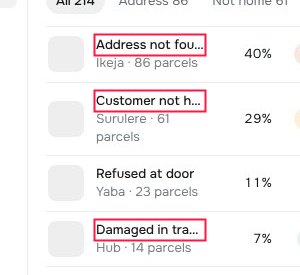 All 214 Address 86 Not home 61
Address not fou...
Ikeja · 86 parcels
40%
Customer not h...
Surulere · 61
parcels
29%
Refused at door
Yaba · 23 parcels
11%
Damaged in tra...
Hub · 14 parcels
7%